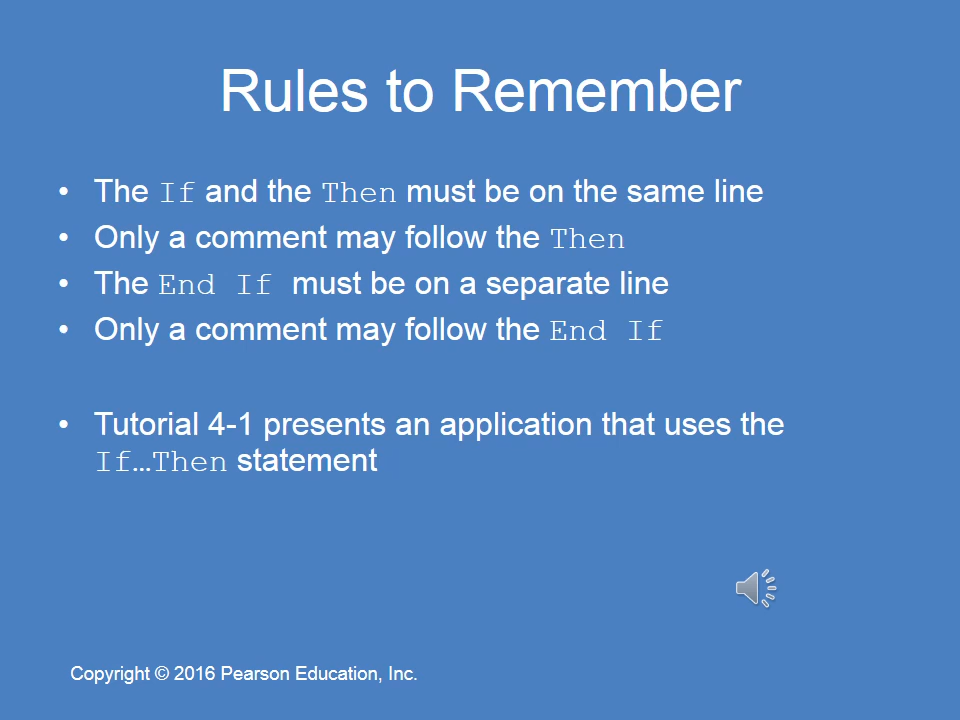 Rules to Remember
• The If and the Then must be on the same line
• Only a comment may follow the Then
• The End If must be on a separate line
• Only a comment may follow the End If
• Tutorial 4-1 presents an application that uses the
If…Then statement
Copyright © 2016 Pearson Education, Inc.